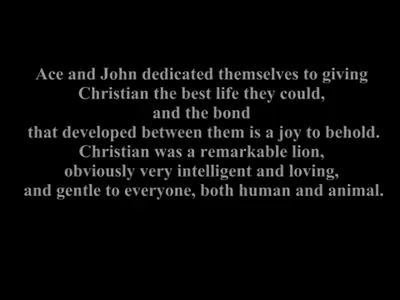 Ace and John dedicated themselves to giving
Christian the best life they could,
and the bond
that developed between them is a joy to behold.
Christian was a remarkable lion,
obviously very intelligent and loving,
and gentle to everyone, both human and animal.